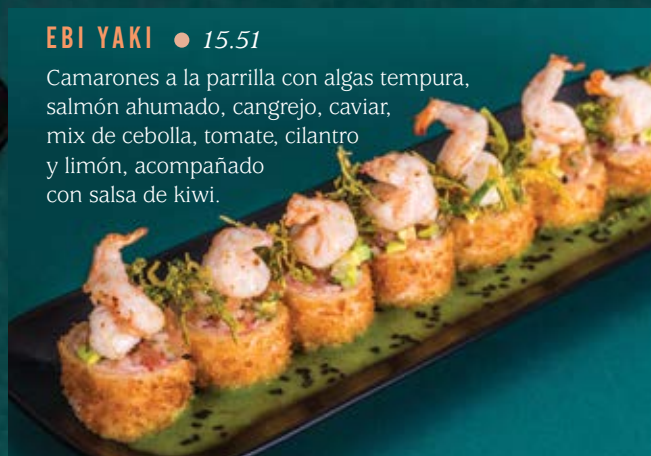 EBI YAKI ● 15.51
Camarones a la parrilla con algas tempura,
salmón ahumado, cangrejo, caviar,
mix de cebolla, tomate, cilantro
y limón, acompañado
con salsa de kiwi.